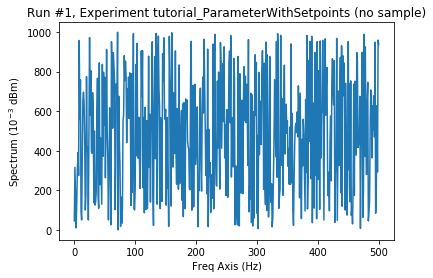 Run #1, Experiment tutorial_ParameterWithSetpoints (no sample)
1000
800
600
400
200
0
Spectrum (10⁻³ dBm)
0 100 200 300 400 500
Freq Axis (Hz)